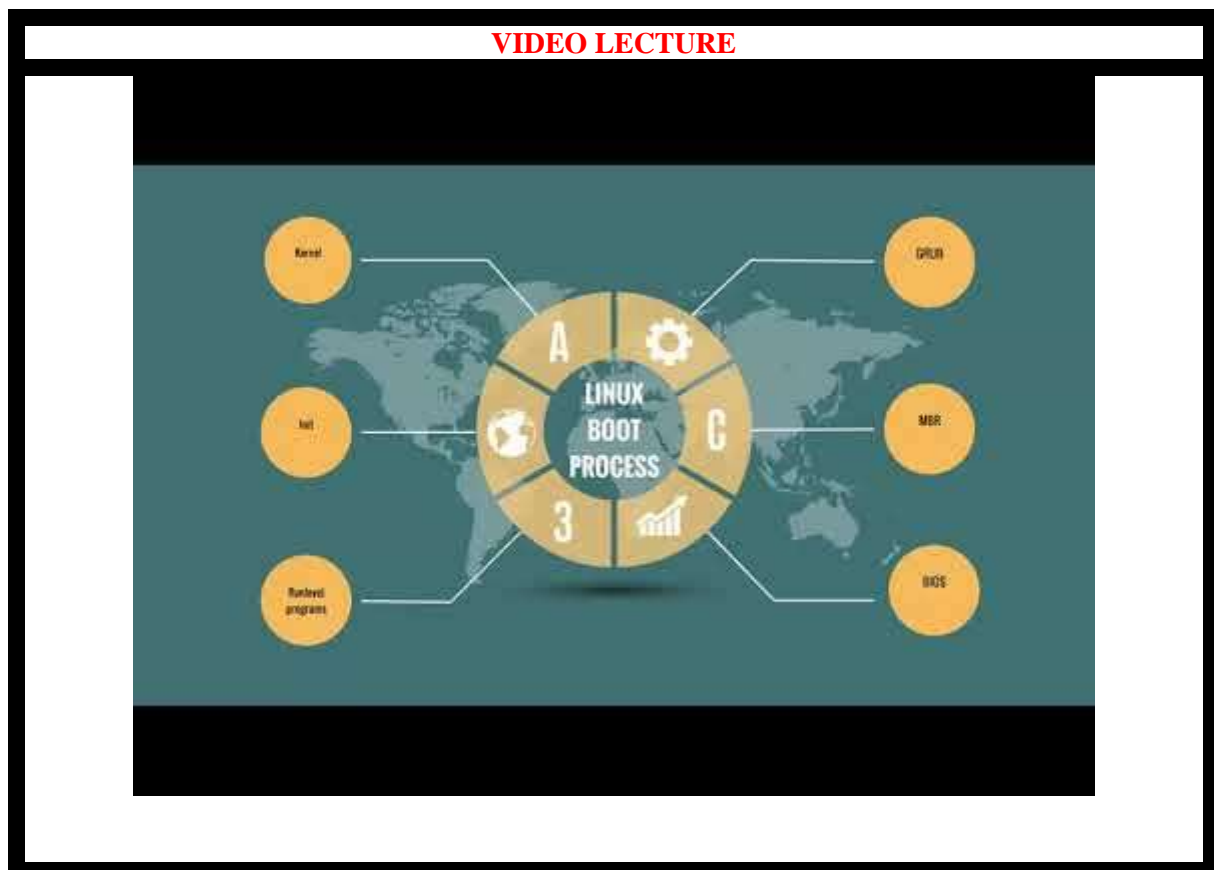 VIDEO LECTURE
Kernel
GRUB
A
LINUX
BOOT
PROCESS
C
Init
MBR
3
Runlevel
programs
BIOS